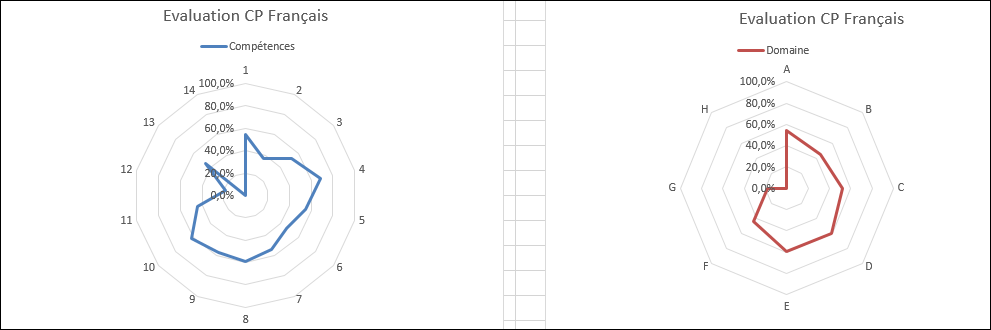 Evaluation CP Français
Compétences
1
2
3
4
5
6
7
8
9
10
11
12
13
14
100,0%
80,0%
60,0%
40,0%
20,0%
0,0%
Evaluation CP Français
Domaine
A
B
C
D
E
F
G
H
100,0%
80,0%
60,0%
40,0%
20,0%
0,0%